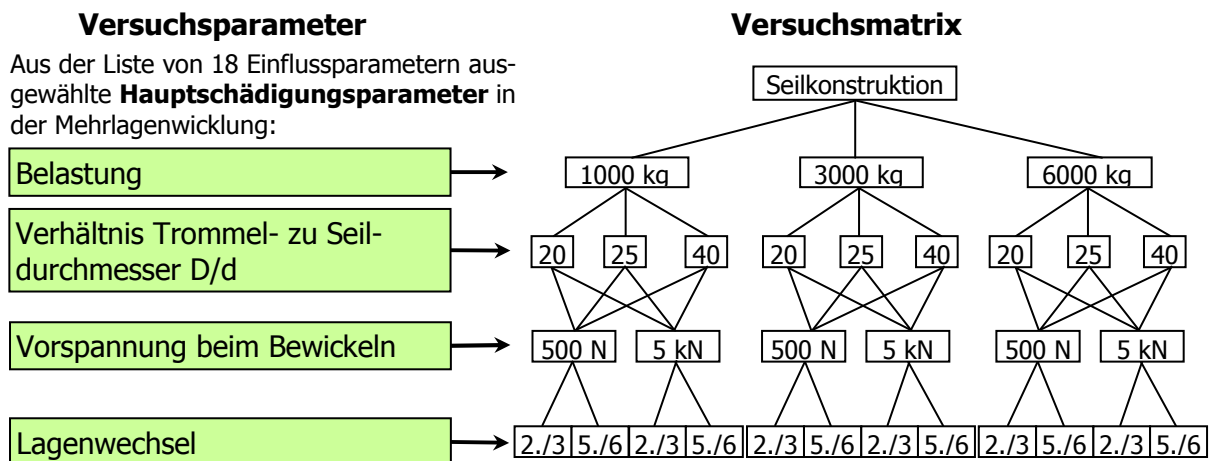 Versuchsparameter
Aus der Liste von 18 Einflussparametern aus-
gewählte Hauptschädigungsparameter in
der Mehrlagenwicklung:
Belastung
Verhältnis Trommel- zu Seil-
durchmesser D/d
Vorspannung beim Bewickeln
Lagenwechsel
Versuchsmatrix
Seilkonstruktion
1000 kg 3000 kg 6000 kg
20 25 40 20 25 40 20 25 40
500 N 5 kN 500 N 5 kN 500 N 5 kN
2./3 5./6 2./3 5./6 2./3 5./6 2./3 5./6 2./3 5./6 2./3 5./6